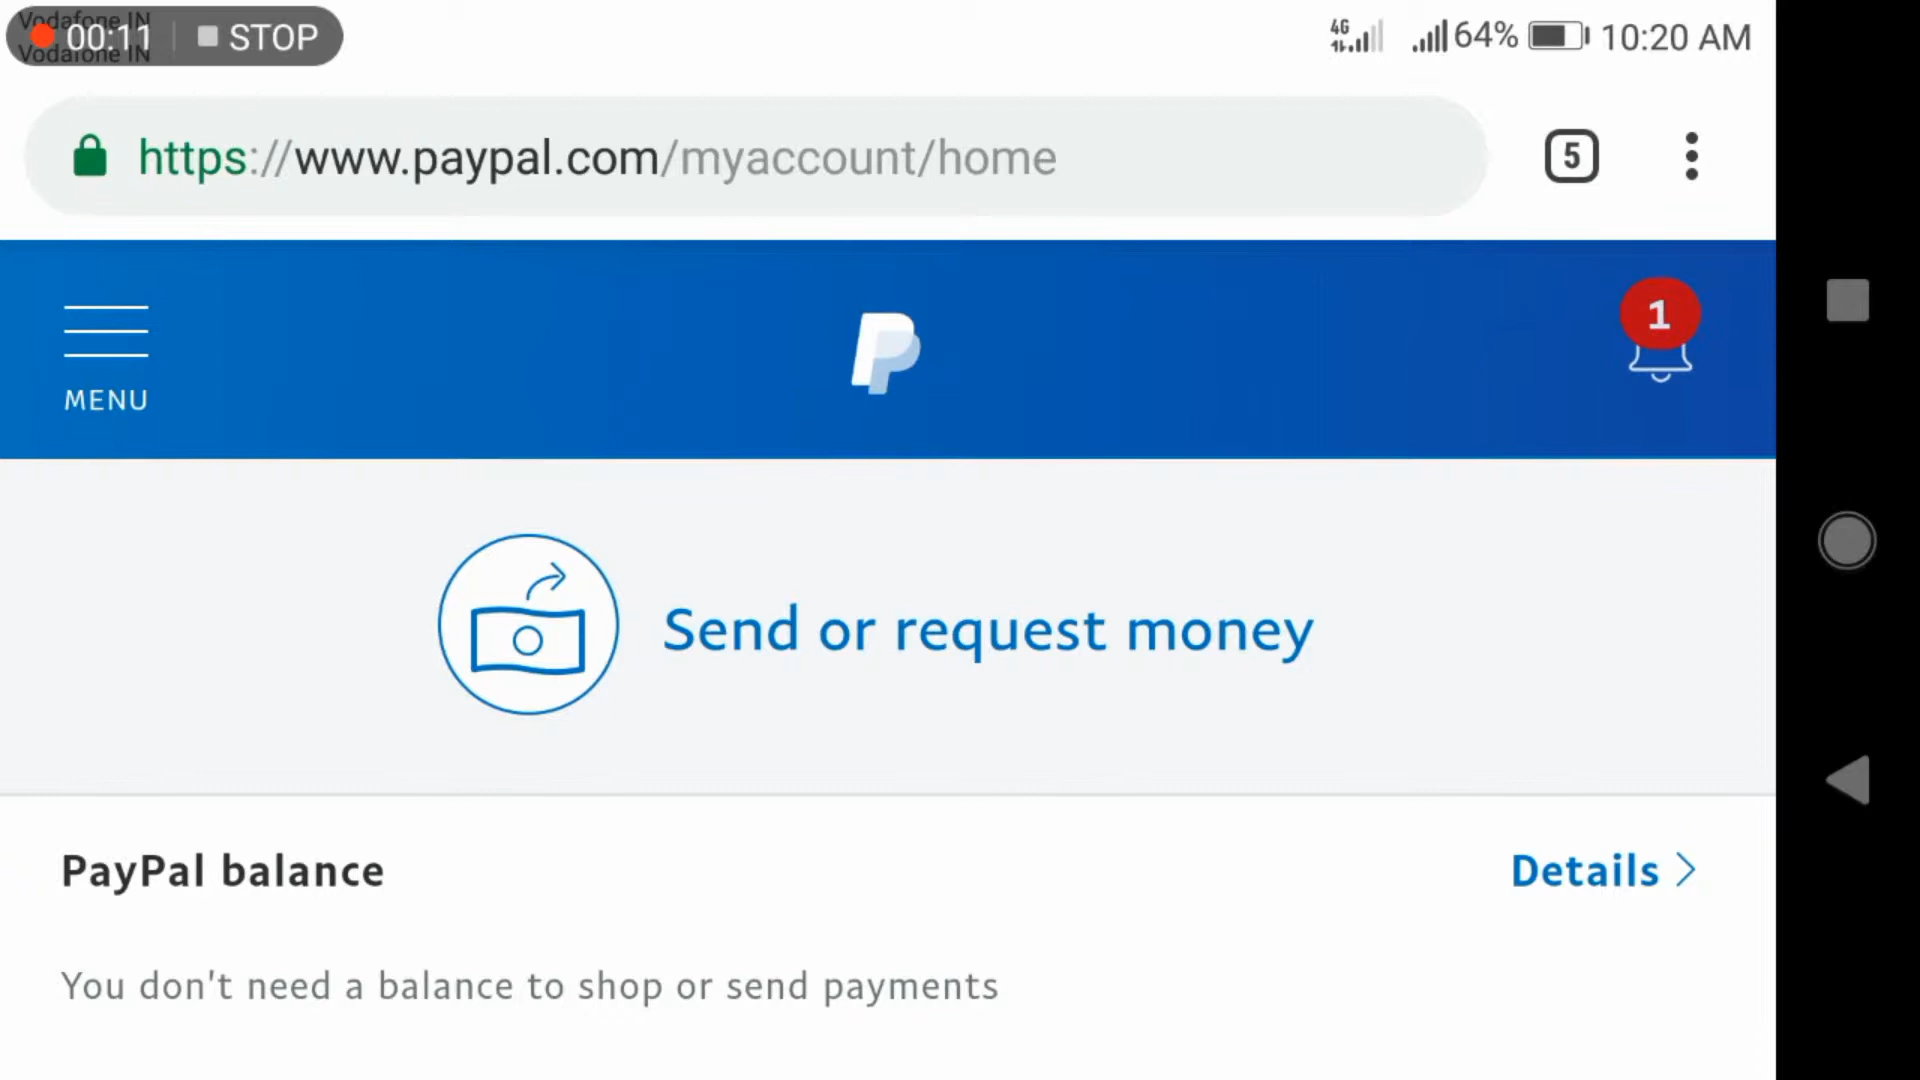 Vodafone IN
00:11 STOP
Vodafone IN
4G
64%
10:20 AM
https://www.paypal.com/myaccount/home
5
MENU
1
Send or request money
PayPal balance
Details
You don't need a balance to shop or send payments